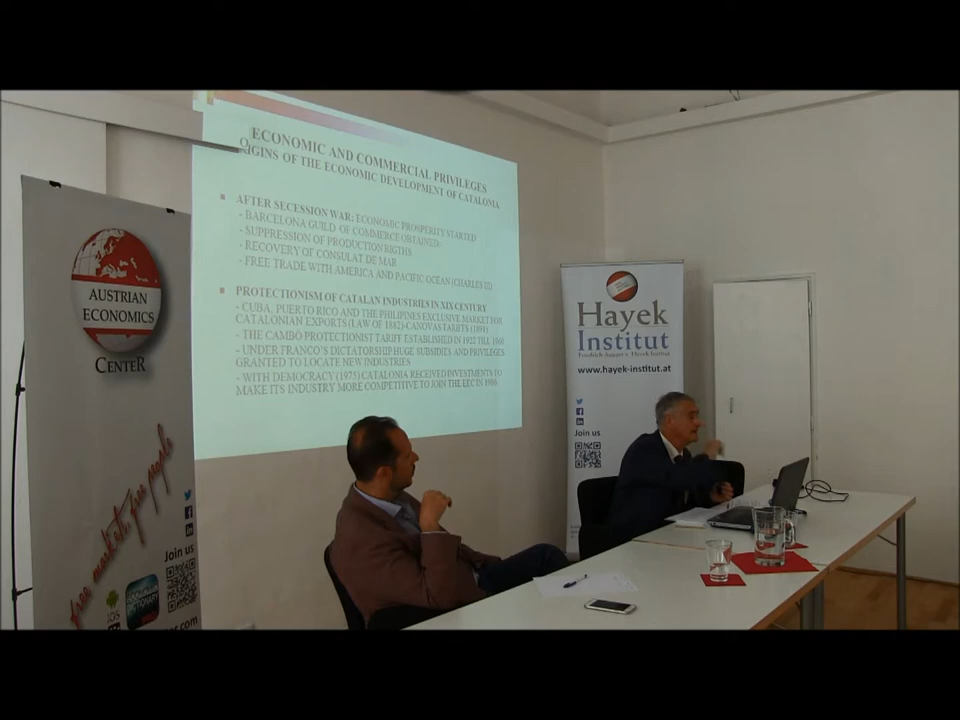 ECONOMIC AND COMMERCIAL PRIVILEGES
ORIGINS OF THE ECONOMIC DEVELOPMENT OF CATALONIA
AFTER SECESSION WAR: ECONOMIC PROSPERITY STARTED
- BARCELONA GUILD OF COMMERCE OBTAINED:
- SUPPRESSION OF PRODUCTION RIGTHS.
- RECOVERY OF CONSULAT DE MAR
- FREE TRADE WITH AMERICA AND PACIFIC OCEAN (CHARLES III)
PROTECTIONISM OF CATALAN INDUSTRIES IN XIX CENTURY
- CUBA, PUERTO RICO AND THE PHILIPINES EXCLUSIVE MARKET FOR
CATALONIAN EXPORTS (LAW OF 1882)-CANOVAS TARIFS (1891)
- THE CAMBÓ PROTECTIONIST TARIFF ESTABLISHED IN 1922 TILL 1960
- UNDER FRANCO'S DICTATORSHIP HUGE SUBSIDIES AND PRIVILEGES
GRANTED TO LOCATE NEW INDUSTRIES
- WITH DEMOCRACY (1975) CATALONIA RECEIVED INVESTMENTS TO
MAKE ITS INDUSTRY MORE COMPETITIVE TO JOIN THE EEC IN 1986
AUSTRIAN
ECONOMICS
CENTER
free markets, free people
Join us
iOS
DICTIONARY
Hayek
Institut
Friedrich August v. Hayek Institut
www.hayek-institut.at
Join us